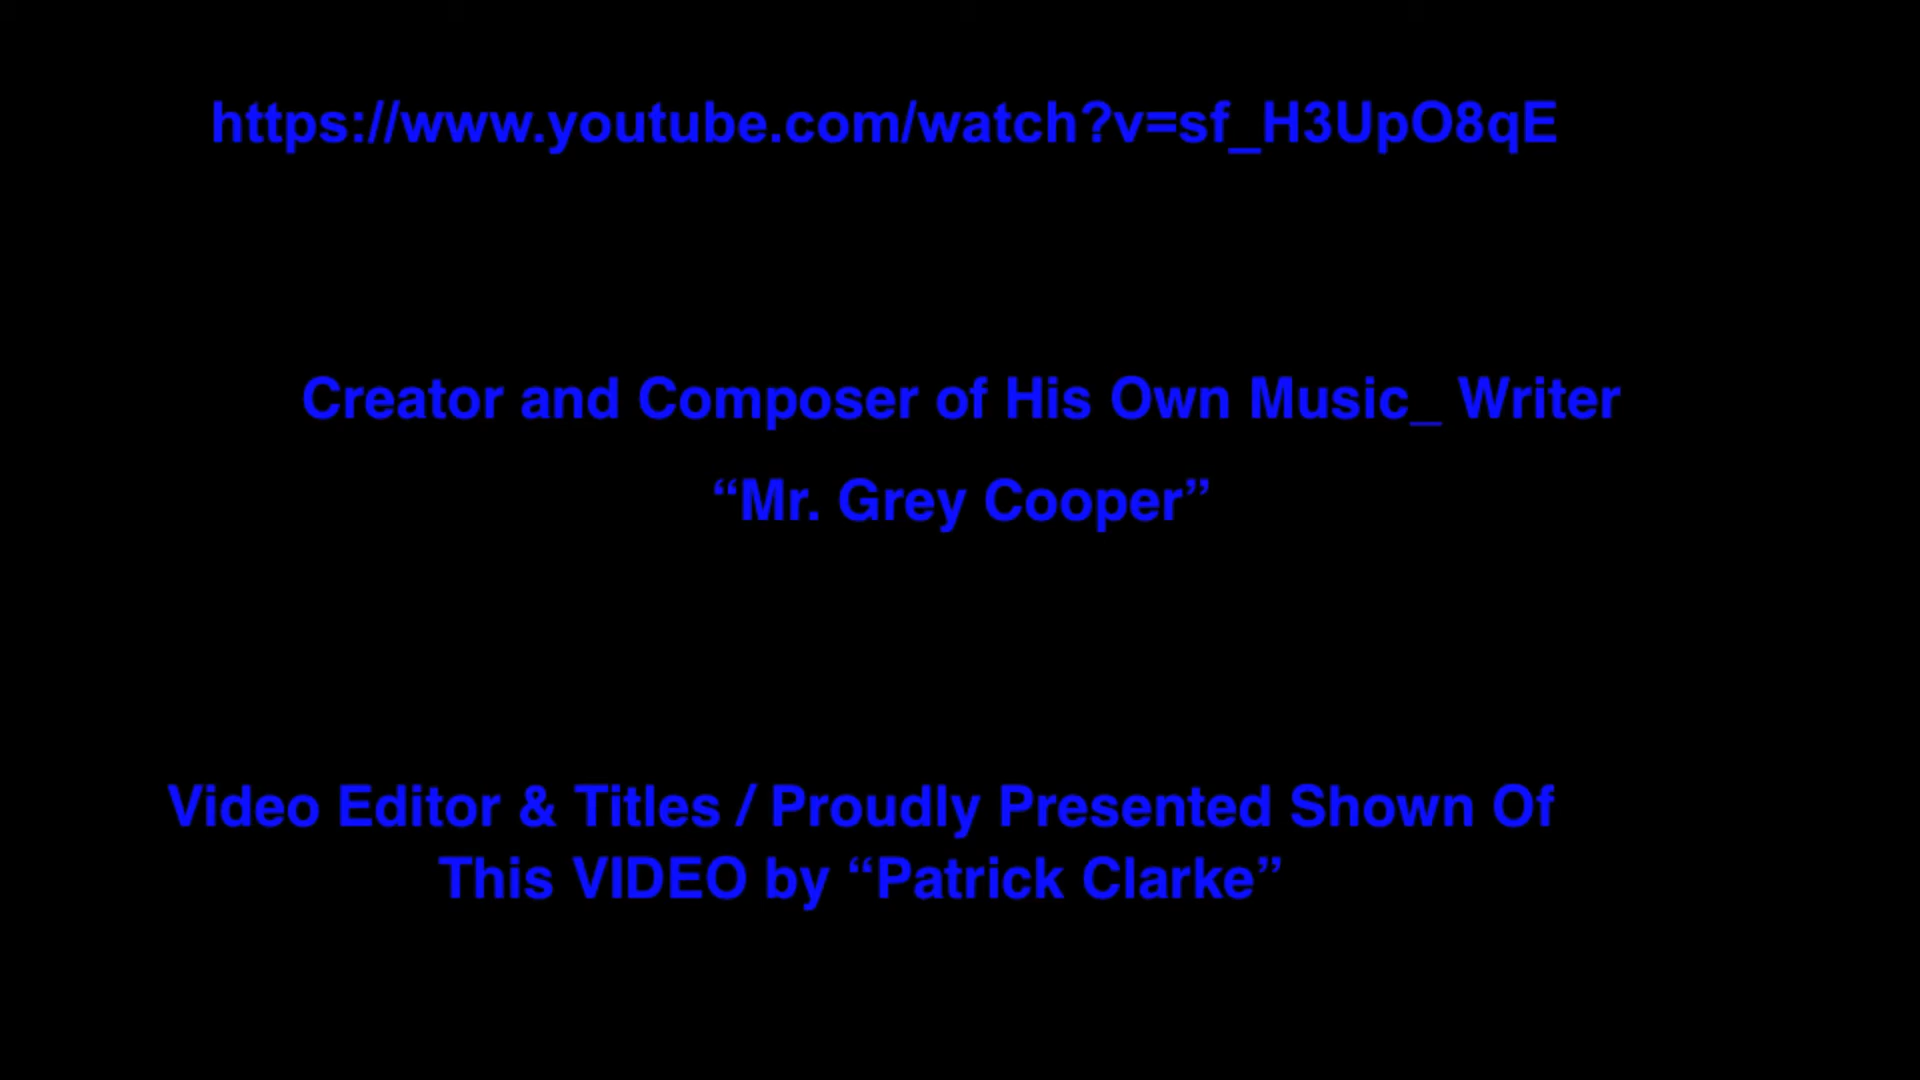 https://www.youtube.com/watch?v=sf_H3UpO8qE
Creator and Composer of His Own Music_ Writer
“Mr. Grey Cooper”
Video Editor & Titles / Proudly Presented Shown Of
This VIDEO by “Patrick Clarke”